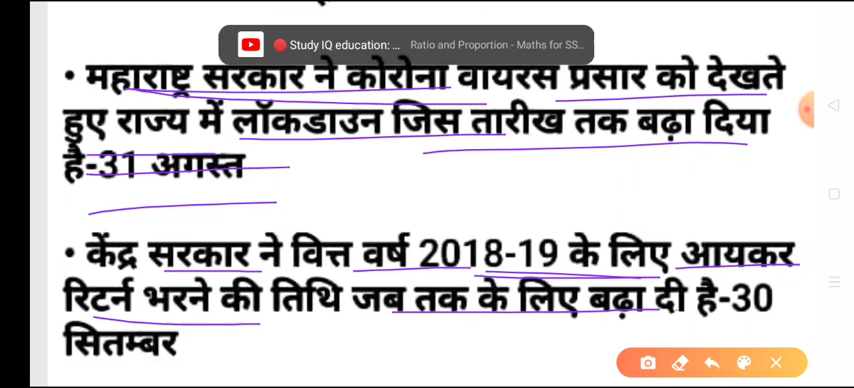 Study IQ education: ... Ratio and Proportion - Maths for SS...
• महाराष्ट्र सरकार ने कोरोना वायरस प्रसार को देखते
हुए राज्य में लॉकडाउन जिस तारीख तक बढ़ा दिया
है-31 अगस्त
• केंद्र सरकार ने वित्त वर्ष 2018-19 के लिए आयकर
रिटर्न भरने की तिथि जब तक के लिए बढ़ा दी है-30
सितम्बर